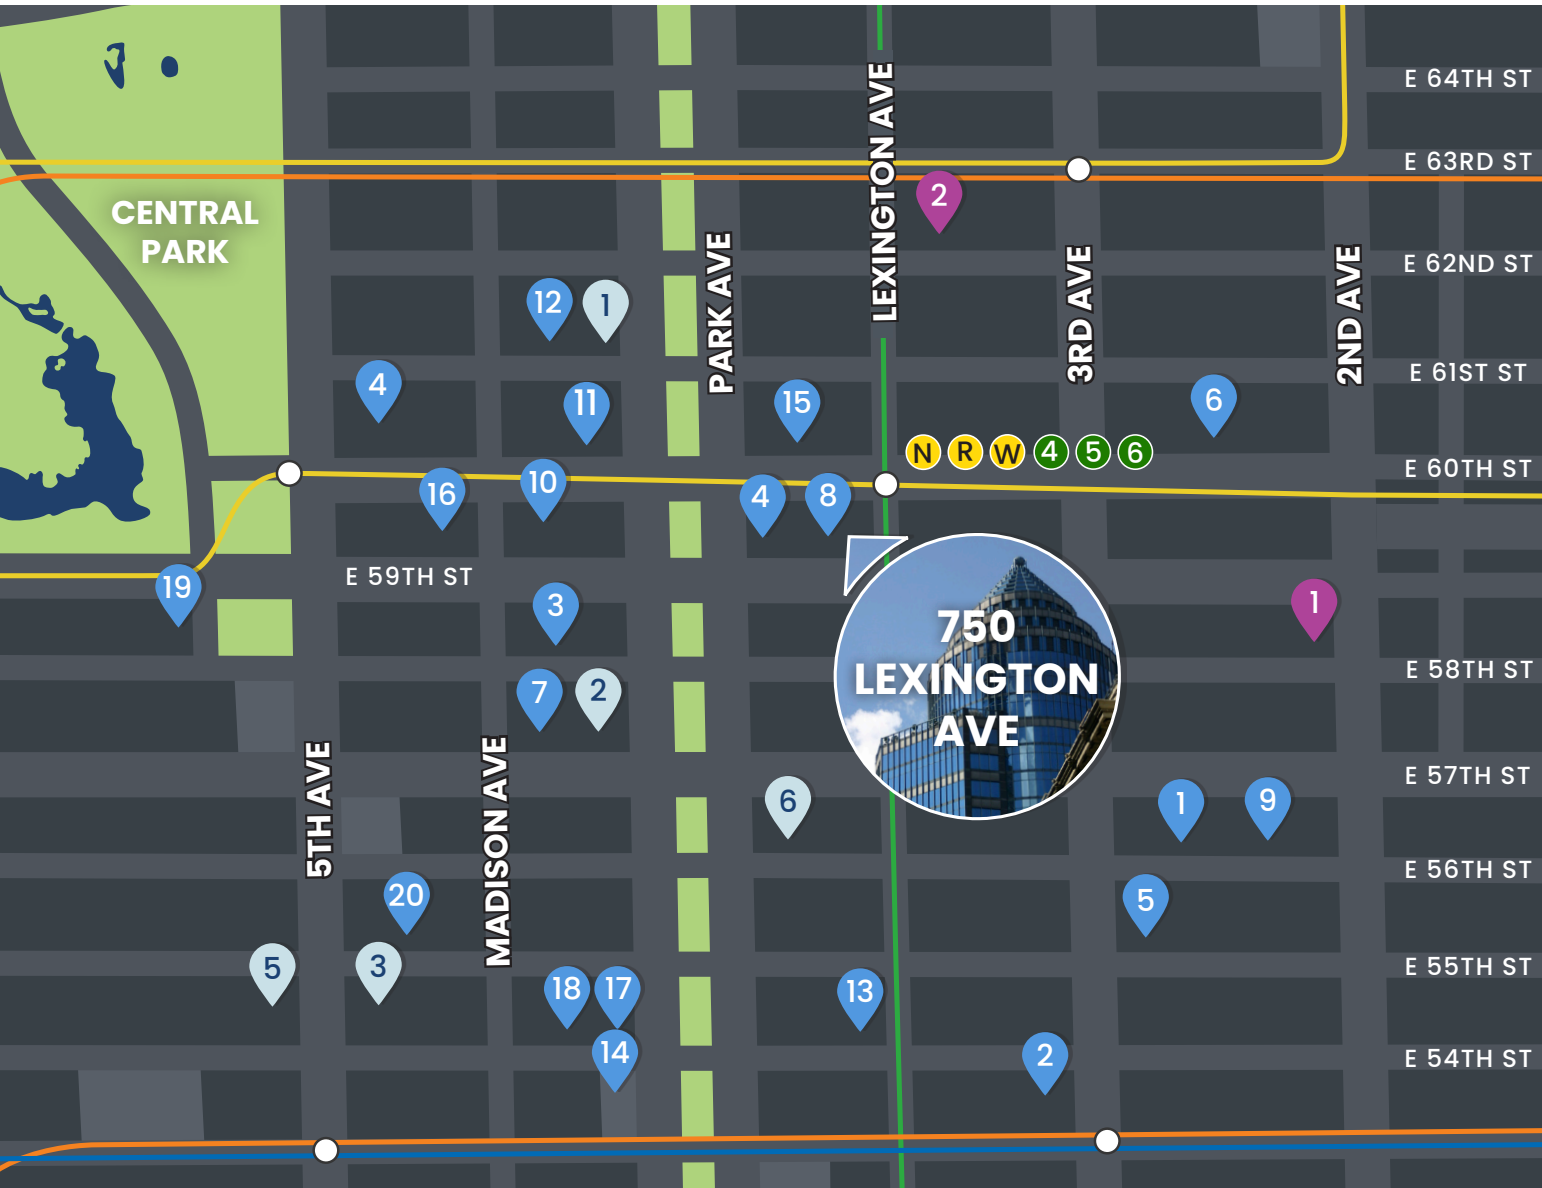 E 64TH ST
E 63RD ST
LEXINGTON AVE
2
CENTRAL
PARK
E 62ND ST
PARK AVE
3RD AVE
2ND AVE
12
1
E 61ST ST
4
11
15
6
N R W 4 5 6
E 60TH ST
16
10
4
8
E 59TH ST
19
3
1
750
LEXINGTON
AVE
E 58TH ST
7
2
5TH AVE
MADISON AVE
E 57TH ST
6
1
9
E 56TH ST
20
5
5
3
E 55TH ST
18
17
13
14
2
E 54TH ST